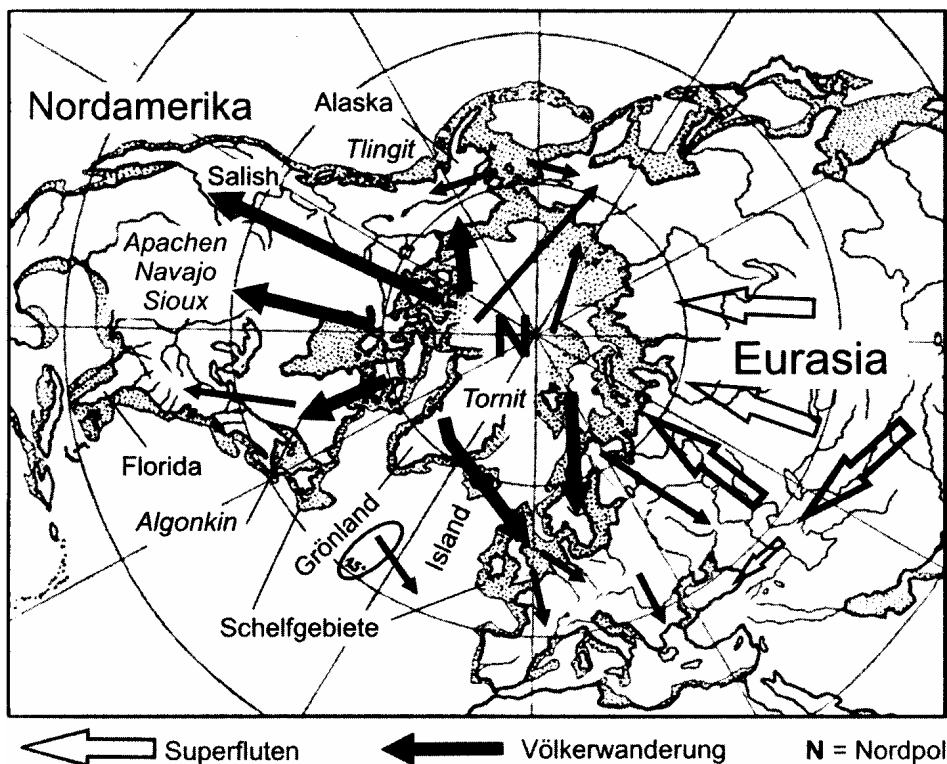 Nordamerika
Alaska
Tlingit
Salish
Apachen
Navajo
Sioux
N
Eurasia
Tornit
Florida
Algonkin
Grönland
Island
Schelfgebiete
Superfluten
Völkerwanderung
N = Nordpol